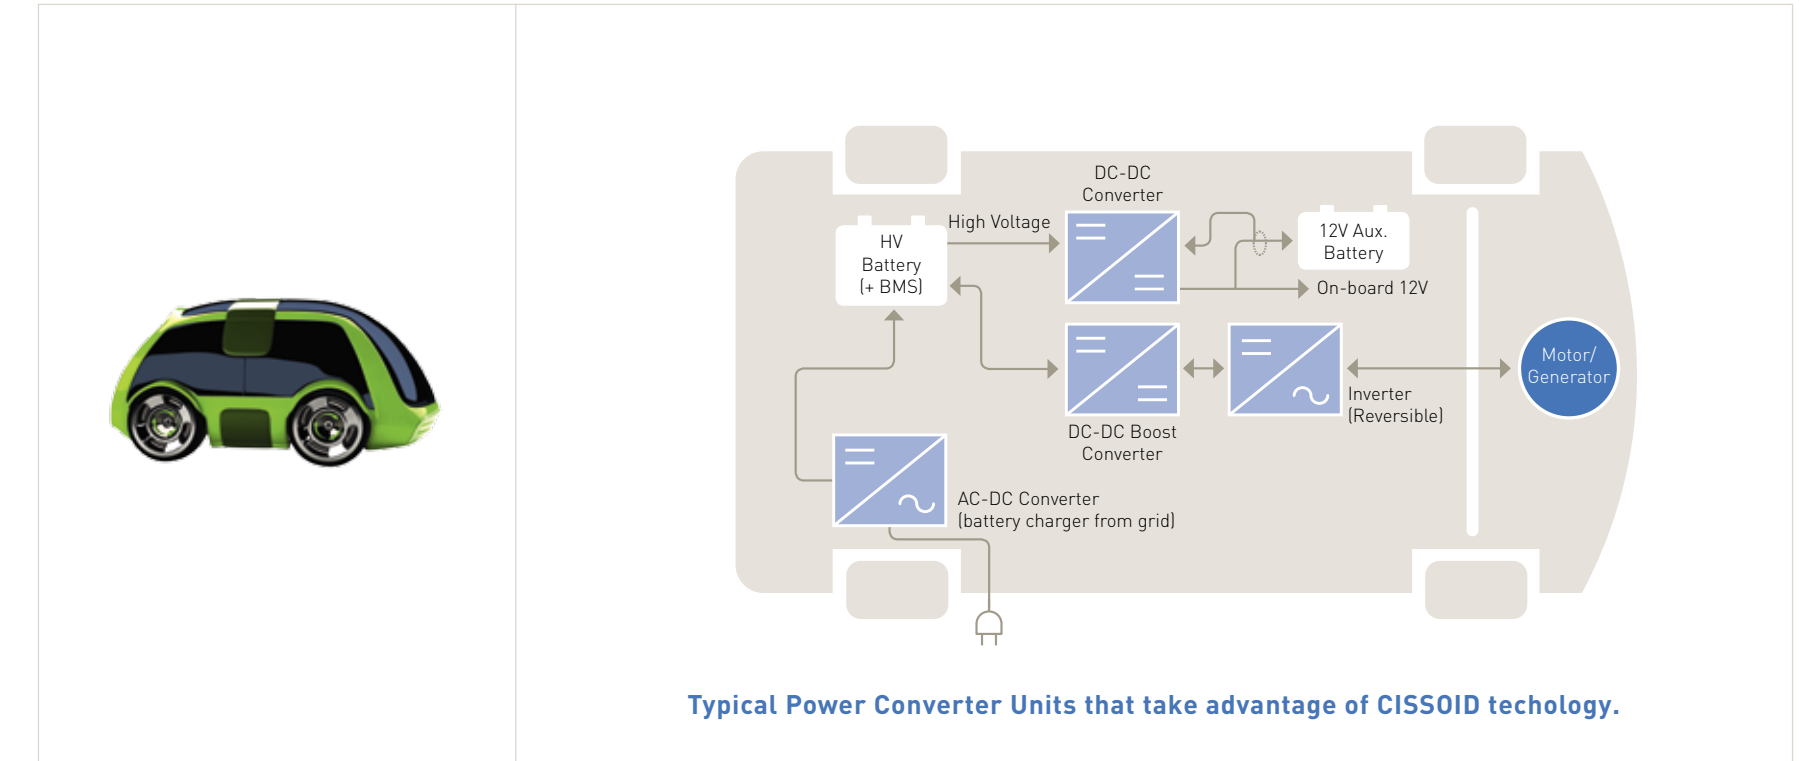 DC-DC
Converter
High Voltage
HV
Battery
(+ BMS)
12V Aux.
Battery
On-board 12V
Motor/
Generator
Inverter
(Reversible)
DC-DC Boost
Converter
AC-DC Converter
(battery charger from grid)
Typical Power Converter Units that take advantage of CISSOID techology.